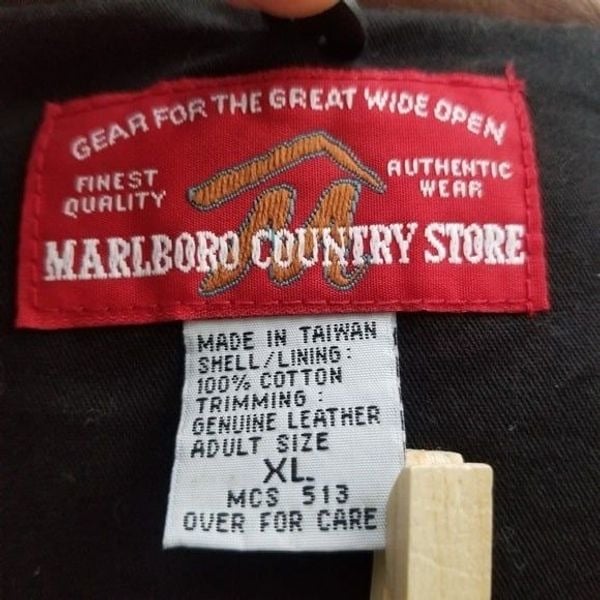 GEAR FOR THE GREAT WIDE OPEN
FINEST
QUALITY
AUTHENTIC
WEAR
M
MARLBORO COUNTRY STORE
MADE IN TAIWAN
SHELL/LINING:
100% COTTON
TRIMMING :
GENUINE LEATHER
ADULT SIZE
XL
MCS 513
OVER FOR CARE